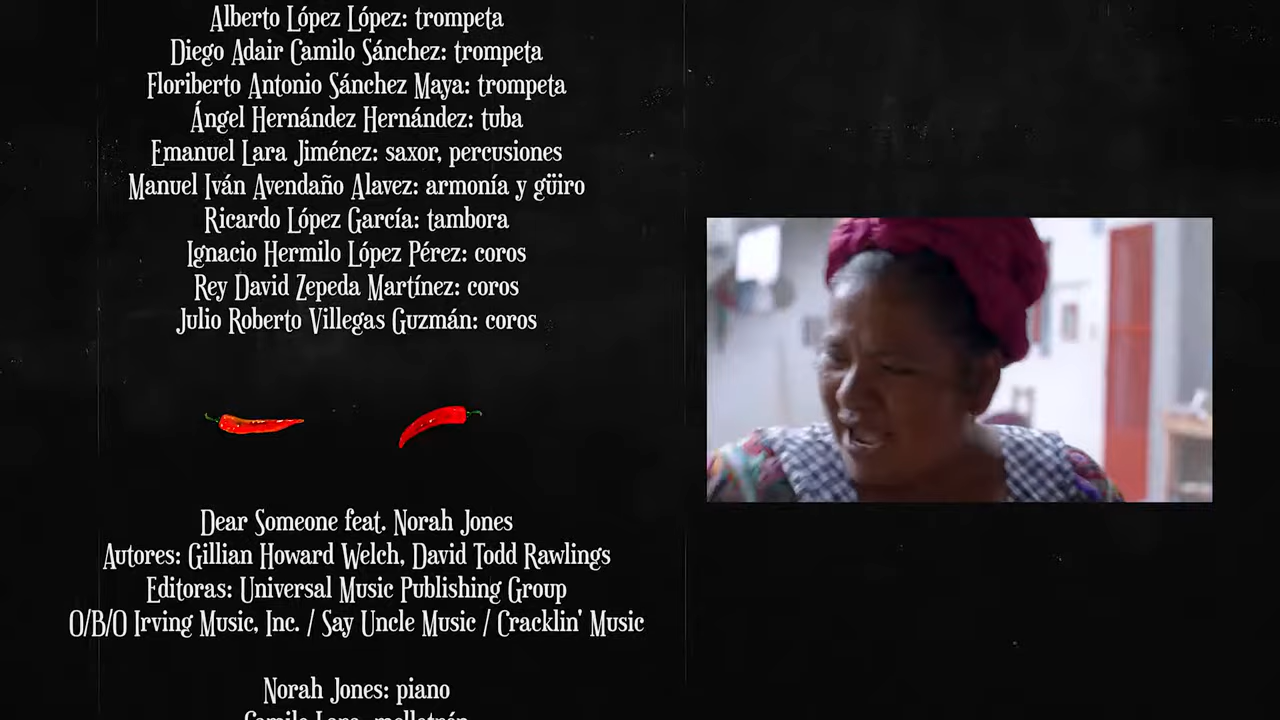 Alberto López López: trompeta
Diego Adair Camilo Sánchez: trompeta
Floriberto Antonio Sánchez Maya: trompeta
Ángel Hernández Hernández: tuba
Emanuel Lara Jiménez: saxor, percusiones
Manuel Iván Avendaño Alavez: armonía y güiro
Ricardo López García: tambora
Ignacio Hermilo López Pérez: coros
Rey David Zepeda Martínez: coros
Julio Roberto Villegas Guzmán: coros
Dear Someone feat. Norah Jones
Autores: Gillian Howard Welch, David Todd Rawlings
Editoras: Universal Music Publishing Group
O/B/O Irving Music, Inc. / Say Uncle Music / Cracklin' Music
Norah Jones: piano
Camilo Lara: